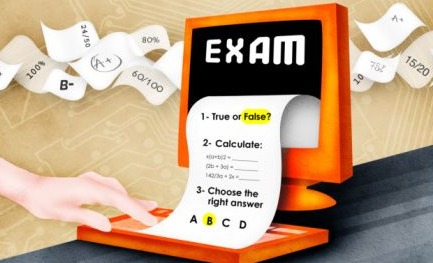 24/50
80%
A+
100%
B-
60/100
EXAM
1- True or False?
2- Calculate:
3- Choose the
right answer
A B C D
A+
15/20
10